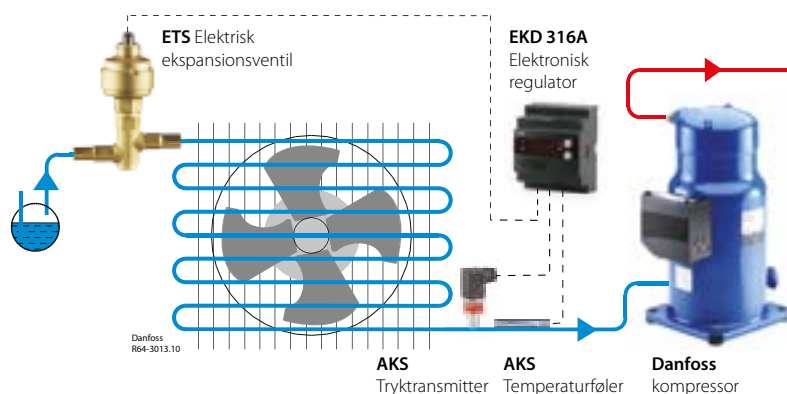 ETS Elektrisk
ekspansionsventil
EKD 316A
Elektronisk
regulator
Danfoss
R64-3013.10
AKS
Tryktransmitter
AKS
Temperaturføler
Danfoss
kompressor